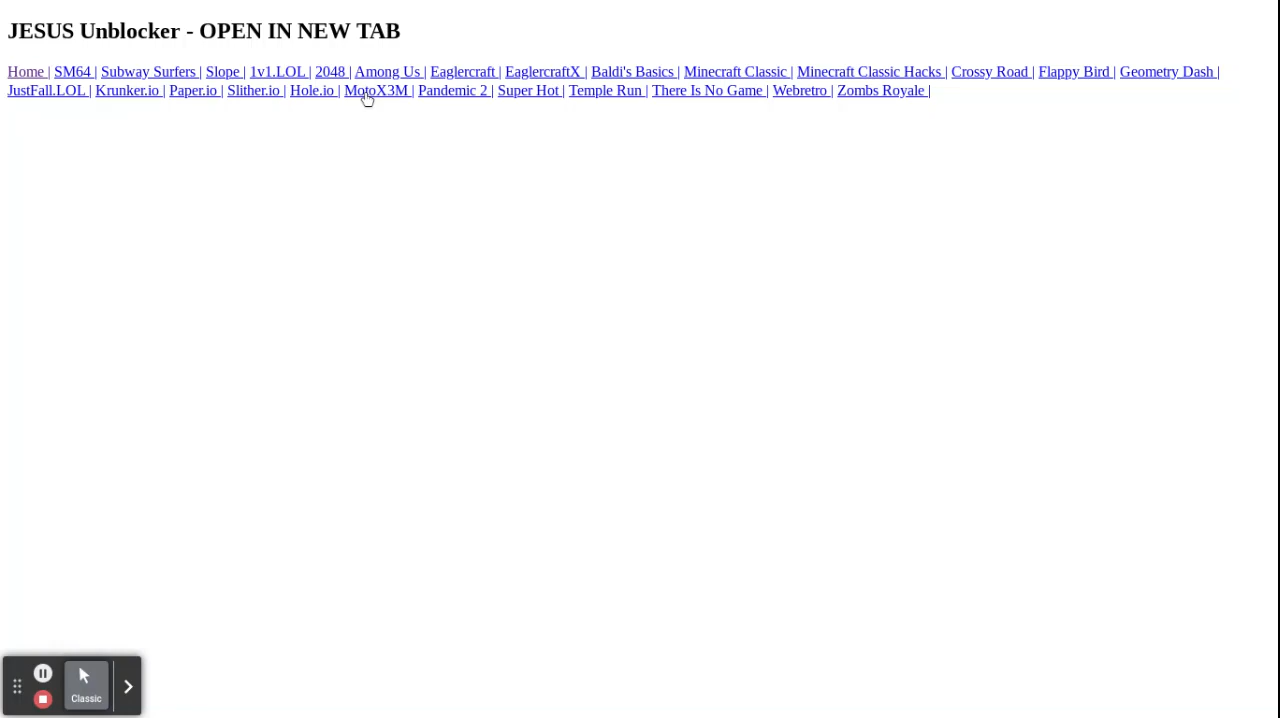 JESUS Unblocker - OPEN IN NEW TAB
Home | SM64 | Subway Surfers | Slope | 1v1.LOL | 2048 | Among Us | Eaglercraft | EaglercraftX | Baldi's Basics | Minecraft Classic | Minecraft Classic Hacks | Crossy Road | Flappy Bird | Geometry Dash |
JustFall.LOL | Krunker.io | Paper.io | Slither.io | Hole.io | MotoX3M | Pandemic 2 | Super Hot | Temple Run | There Is No Game | Webretro | Zombs Royale |
Classic